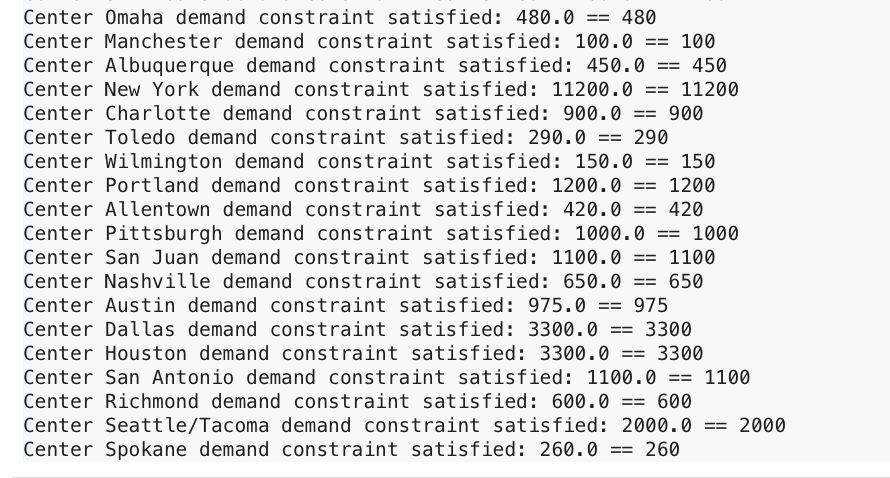 Center Omaha demand constraint satisfied: 480.0 == 480
Center Manchester demand constraint satisfied: 100.0 == 100
Center Albuquerque demand constraint satisfied: 450.0 == 450
Center New York demand constraint satisfied: 11200.0 == 11200
Center Charlotte demand constraint satisfied: 900.0 == 900
Center Toledo demand constraint satisfied: 290.0 == 290
Center Wilmington demand constraint satisfied: 150.0 == 150
Center Portland demand constraint satisfied: 1200.0 == 1200
Center Allentown demand constraint satisfied: 420.0 == 420
Center Pittsburgh demand constraint satisfied: 1000.0 == 1000
Center San Juan demand constraint satisfied: 1100.0 == 1100
Center Nashville demand constraint satisfied: 650.0 == 650
Center Austin demand constraint satisfied: 975.0 == 975
Center Dallas demand constraint satisfied: 3300.0 == 3300
Center Houston demand constraint satisfied: 3300.0 == 3300
Center San Antonio demand constraint satisfied: 1100.0 == 1100
Center Richmond demand constraint satisfied: 600.0 == 600
Center Seattle/Tacoma demand constraint satisfied: 2000.0 == 2000
Center Spokane demand constraint satisfied: 260.0 == 260